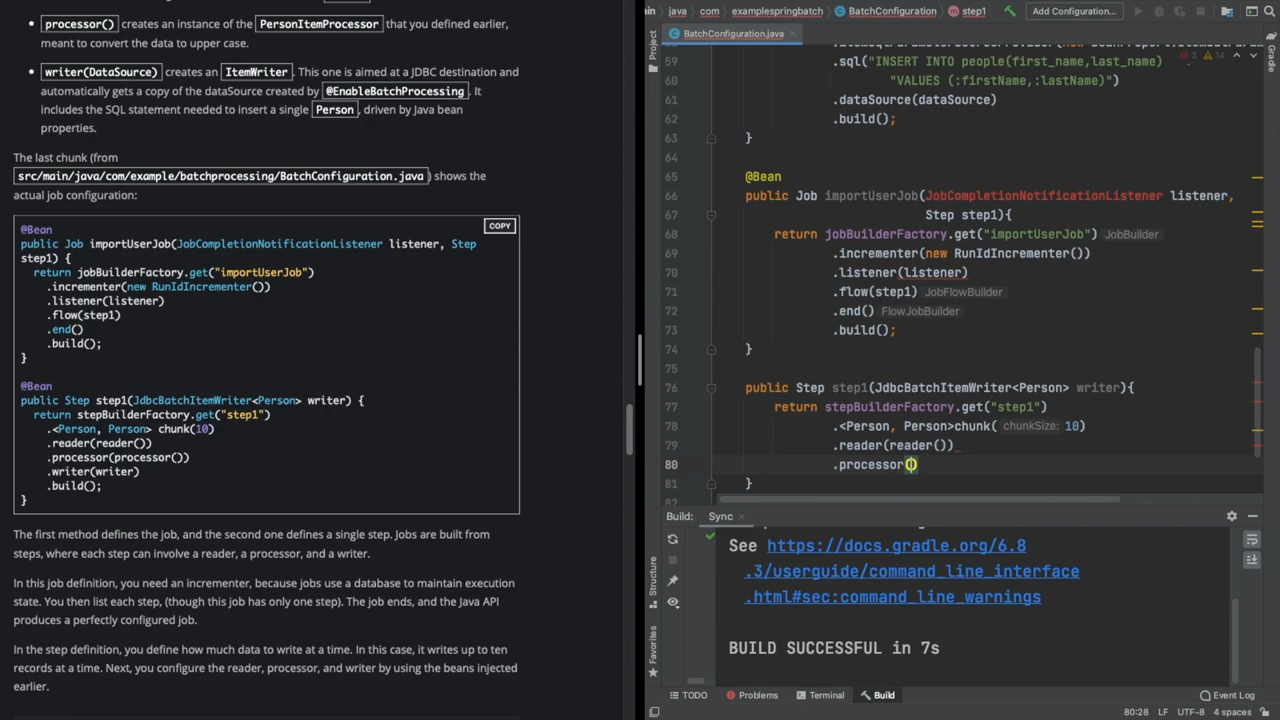 processor() creates an instance of the PersonItemProcessor that you defined earlier,
meant to convert the data to upper case.
writer(DataSource) creates an ItemWriter. This one is aimed at a JDBC destination and
automatically gets a copy of the dataSource created by @EnableBatchProcessing. It
includes the SQL statement needed to insert a single Person, driven by Java bean
properties.
The last chunk (from
src/main/java/com/example/batchprocessing/BatchConfiguration.java) shows the
actual job configuration:
COPY
@Bean
public Job importUserJob(JobCompletionNotificationListener listener, Step
step1) {
return jobBuilderFactory.get("importUserJob")
.incrementer(new RunIdIncrementer())
.listener(listener)
.flow(step1)
.end()
.build();
}
@Bean
public Step step1(JdbcBatchItemWriter<Person> writer) {
return stepBuilderFactory.get("step1")
.<Person, Person> chunk(10)
.reader(reader())
.processor(processor())
.writer(writer)
.build();
}
The first method defines the job, and the second one defines a single step. Jobs are built from
steps, where each step can involve a reader, a processor, and a writer.
In this job definition, you need an incrementer, because jobs use a database to maintain execution
state. You then list each step, (though this job has only one step). The job ends, and the Java API
produces a perfectly configured job.
In the step definition, you define how much data to write at a time. In this case, it writes up to ten
records at a time. Next, you configure the reader, processor, and writer by using the beans injected
earlier.
java com examplespringbatch BatchConfiguration step1 Add Configuration...
BatchConfiguration.java
Project
Gradle
3 14
59 .sql("INSERT INTO people(first_name,last_name)
60 "VALUES (:firstName,:lastName)")
61 .dataSource(dataSource)
62 .build();
63 }
64
65 @Bean
66 public Job importUserJob(JobCompletionNotificationListener listener,
67 Step step1){
68 return jobBuilderFactory.get("importUserJob") JobBuilder
69 .incrementer(new RunIdIncrementer())
70 .listener(listener)
71 .flow(step1) JobFlowBuilder
72 .end() FlowJobBuilder
73 .build();
74 }
75
76 public Step step1(JdbcBatchItemWriter<Person> writer){
77 return stepBuilderFactory.get("step1")
78 .<Person, Person>chunk( chunkSize: 10)
79 .reader(reader())
80 .processor()
81 }
82
Build: Sync
See https://docs.gradle.org/6.8
.3/userguide/command_line_interface
.html#sec:command_line_warnings
BUILD SUCCESSFUL in 7s
Structure
Favorites
TODO Problems Terminal Build Event Log
80:28 LF UTF-8 4 spaces